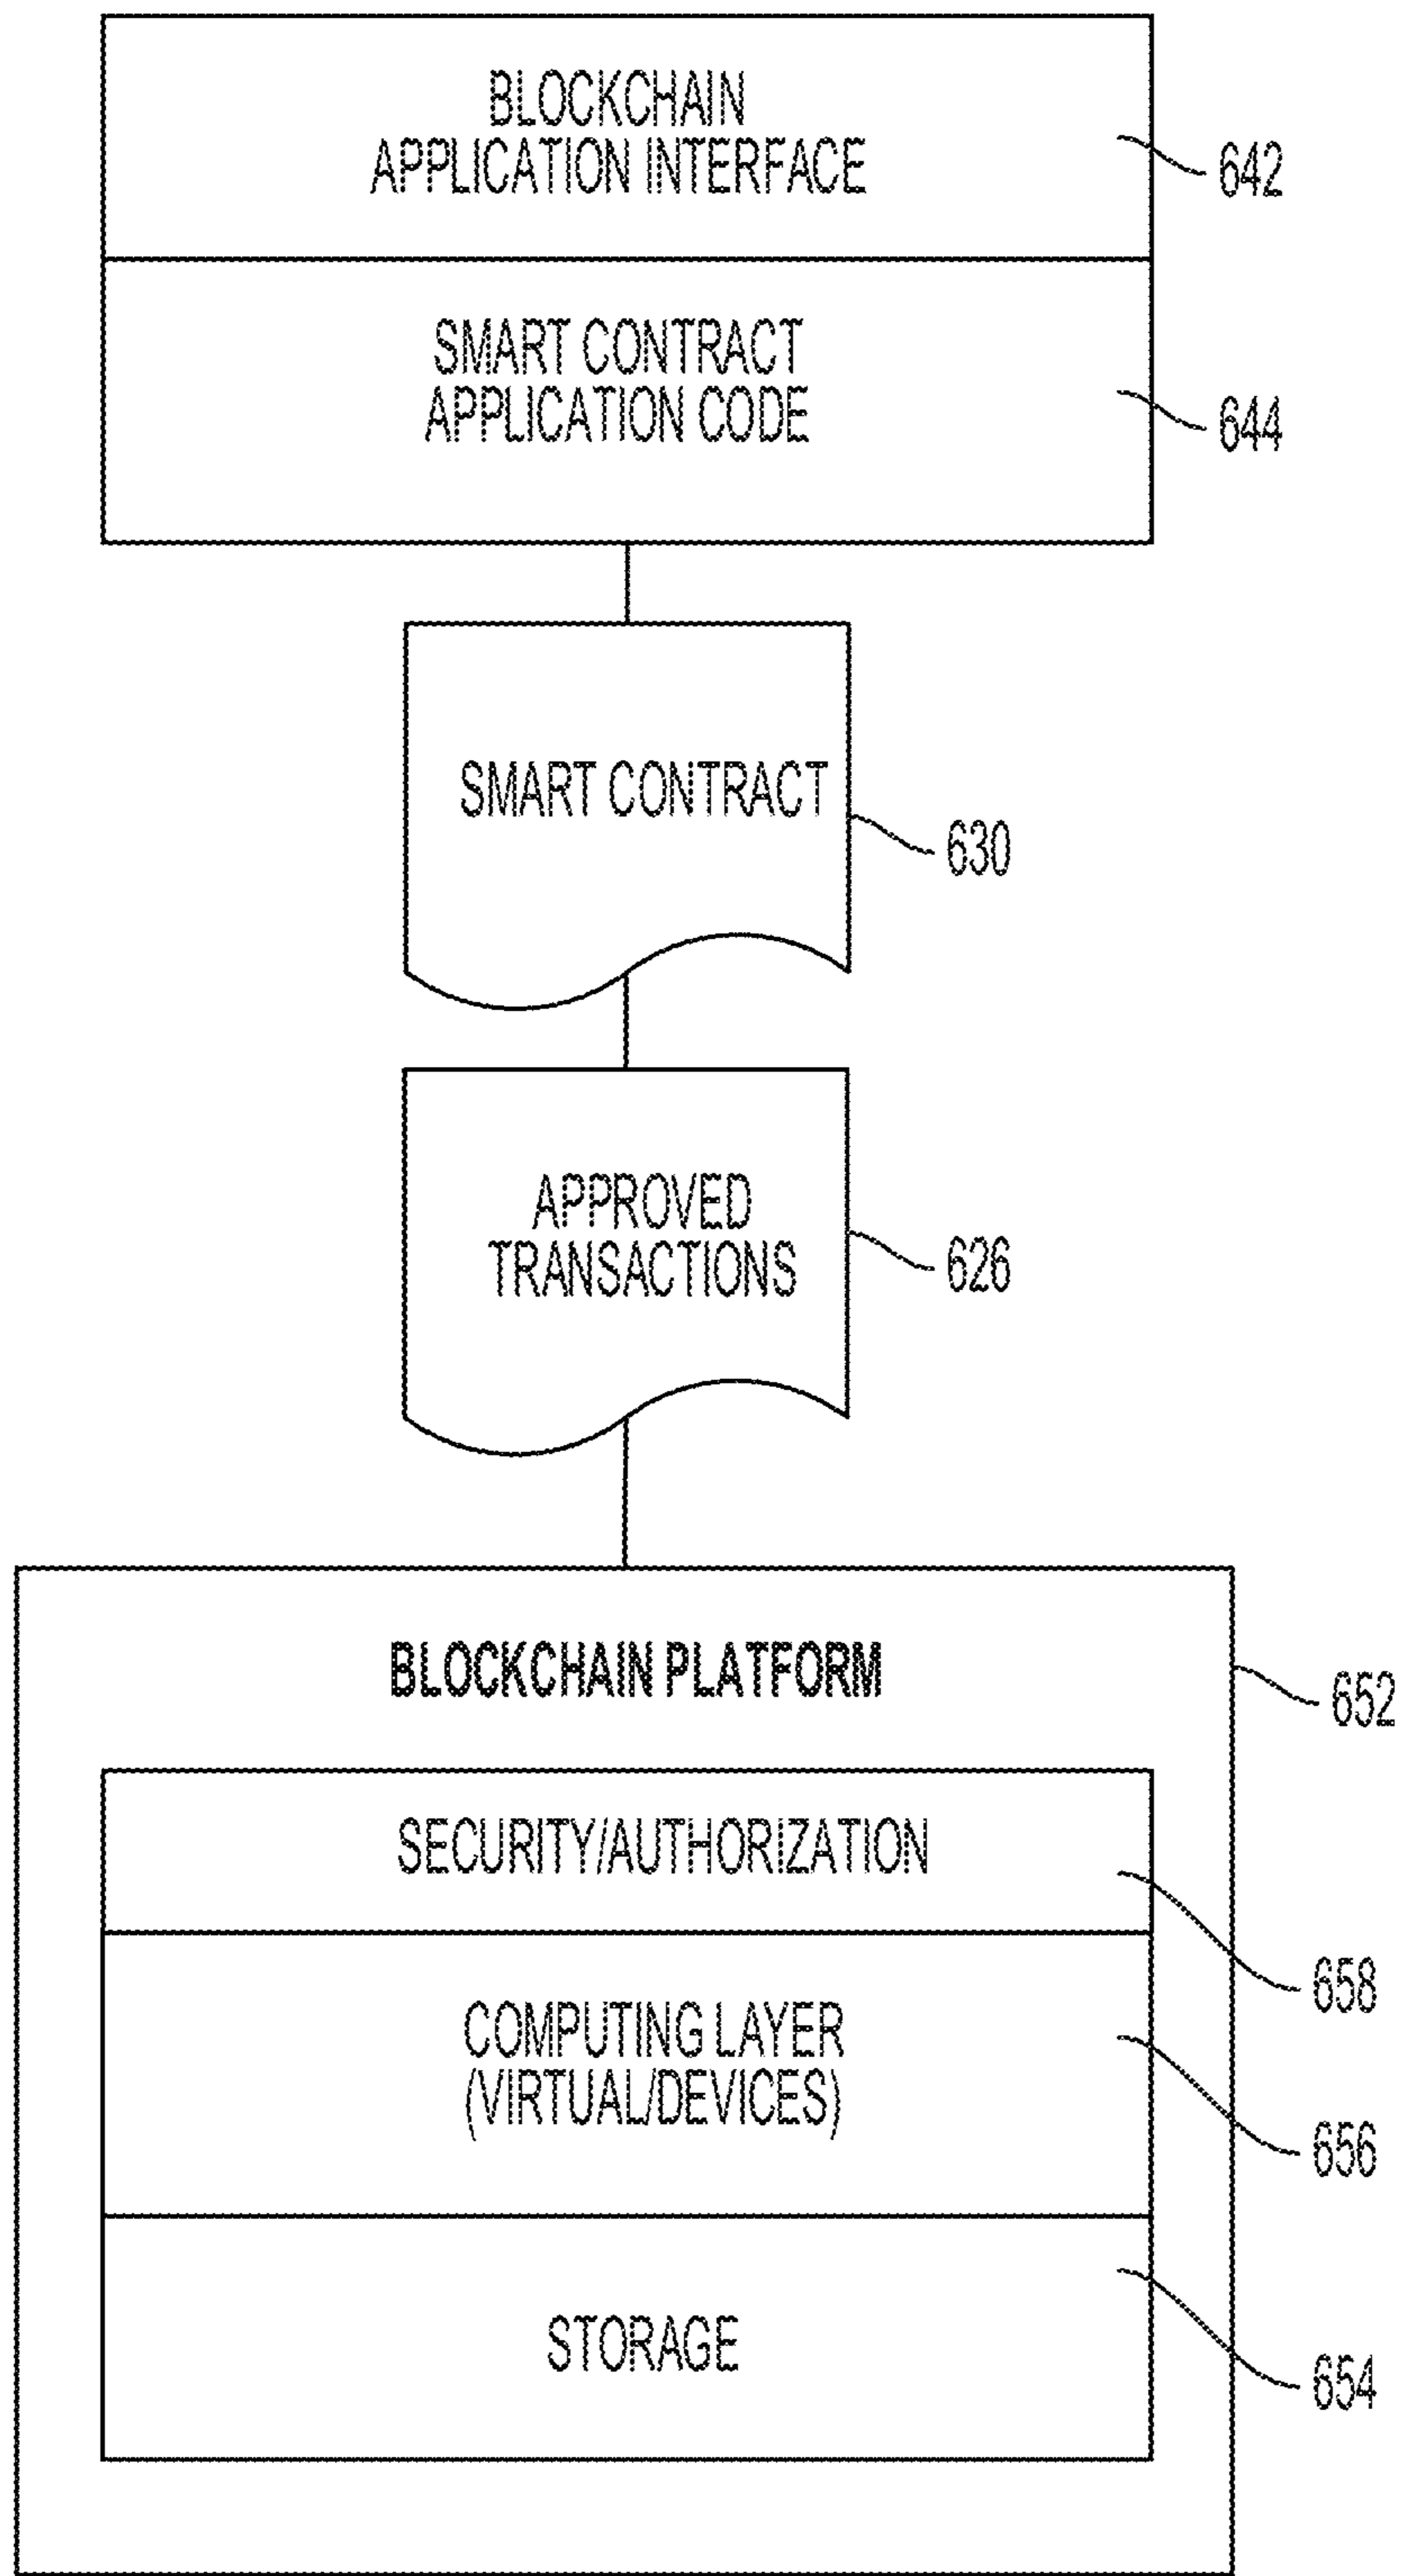 BLOCKCHAIN
APPLICATION INTERFACE
642
SMART CONTRACT
APPLICATION CODE
644
SMART CONTRACT
630
APPROVED
TRANSACTIONS
626
BLOCKCHAIN PLATFORM
652
SECURITY/AUTHORIZATION
658
COMPUTING LAYER
(VIRTUAL/DEVICES)
656
STORAGE
654